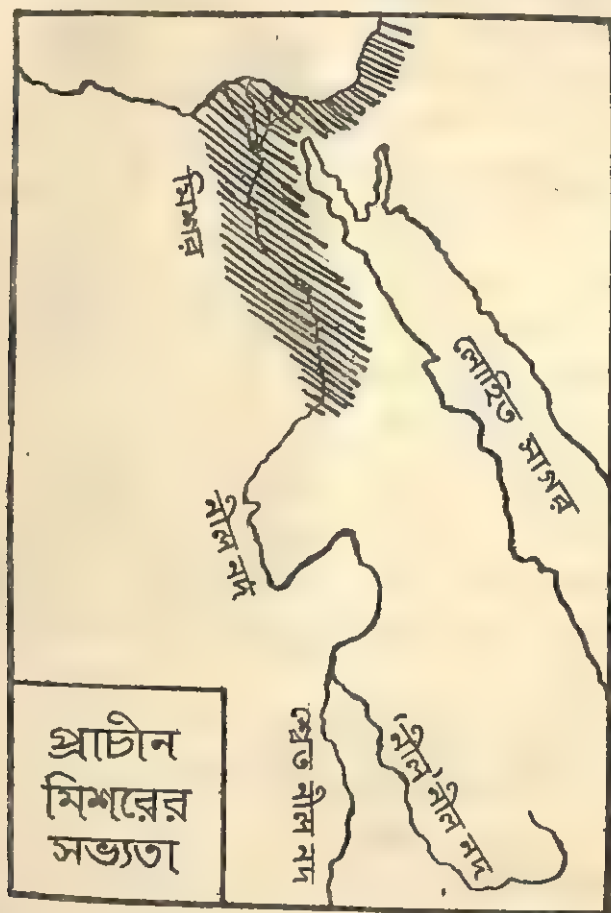 মিশর
লোহিত সাগর
নীল নদ
শ্বেত নীল নদ
'নীল' নীল নদ
প্রাচীন
মিশরের
সভ্যতা